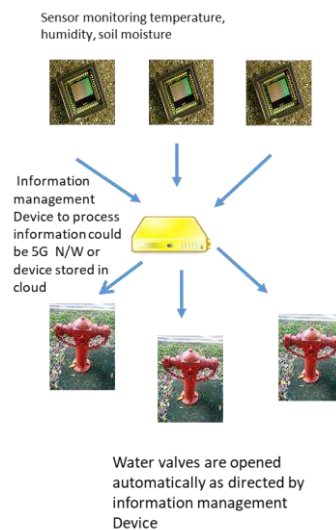 Sensor monitoring temperature,
humidity, soil moisture
Information
management
Device to process
information could
be 5G N/W or
device stored in
cloud
Water valves are opened
automatically as directed by
information management
Device